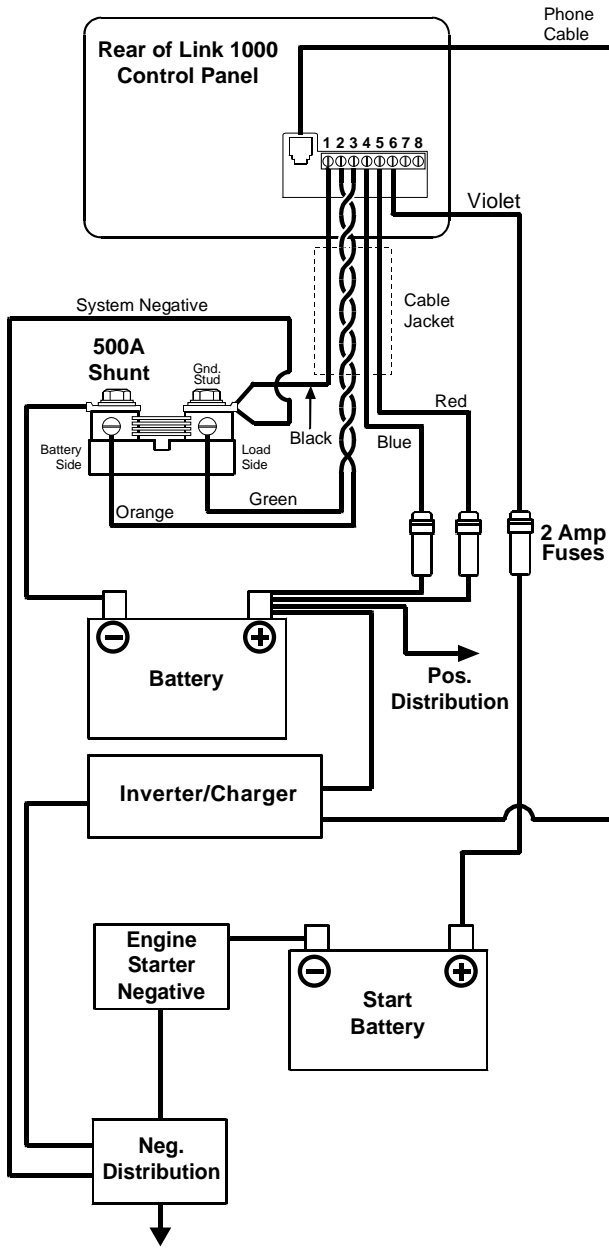 Phone
Cable
Rear of Link 1000
Control Panel
1 2 3 4 5 6 7 8
Violet
System Negative
Cable
Jacket
500A
Shunt
Gnd.
Stud
Red
Black
Blue
Battery
Side
Load
Side
Green
Orange
2 Amp
Fuses
Battery
Pos.
Distribution
Inverter/Charger
Engine
Starter
Negative
Start
Battery
Neg.
Distribution